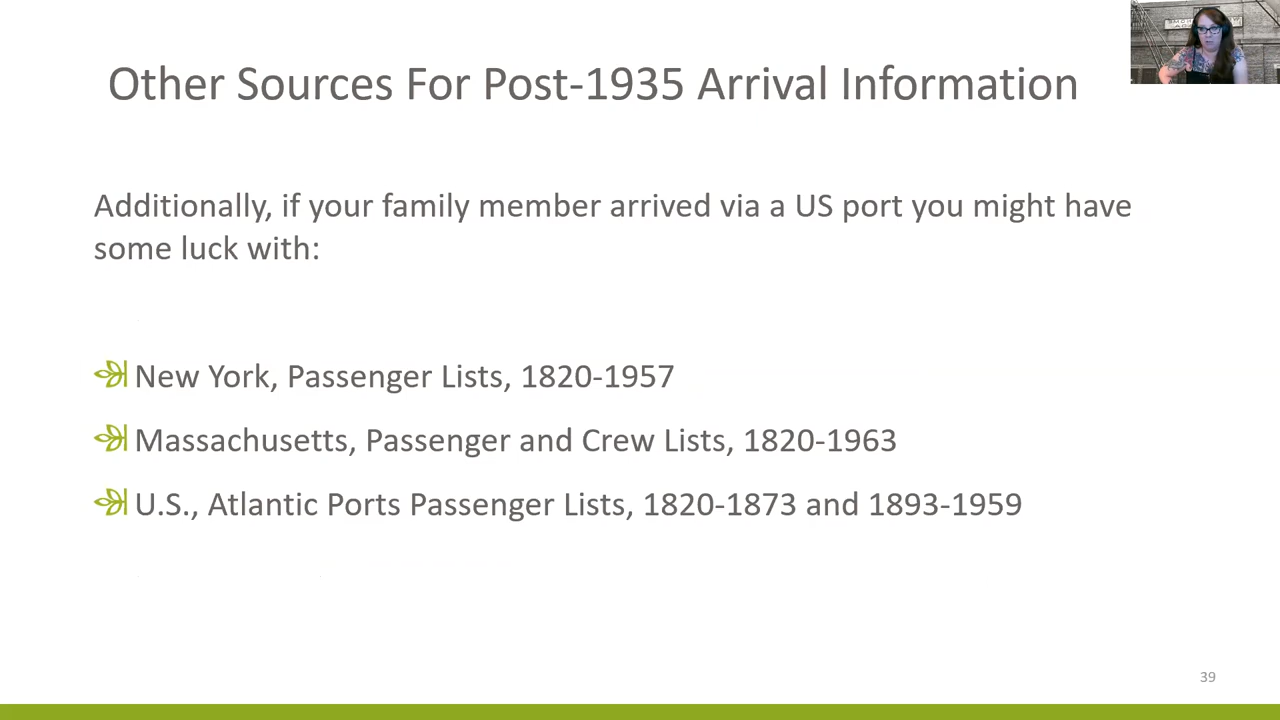 Other Sources For Post-1935 Arrival Information
Additionally, if your family member arrived via a US port you might have
some luck with:
New York, Passenger Lists, 1820-1957
Massachusetts, Passenger and Crew Lists, 1820-1963
U.S., Atlantic Ports Passenger Lists, 1820-1873 and 1893-1959
39